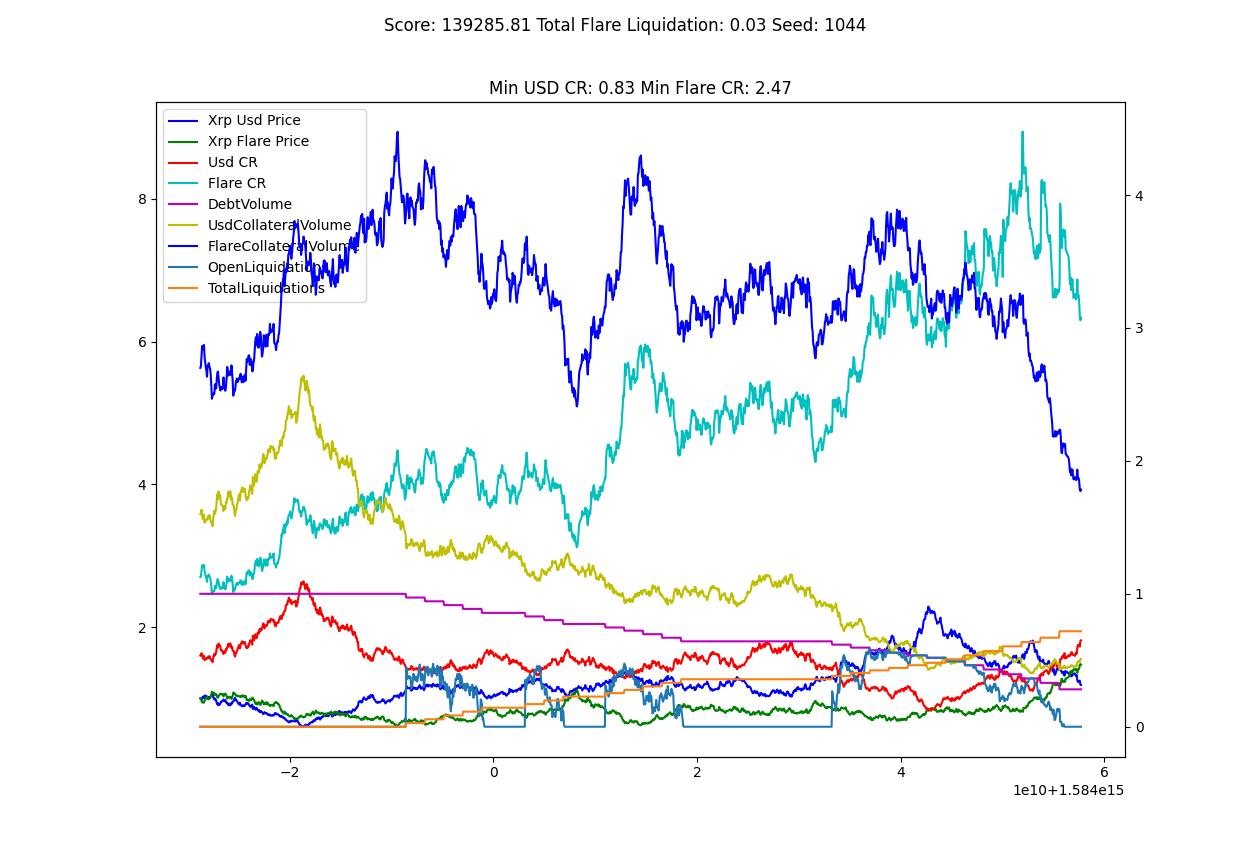 Score: 139285.81 Total Flare Liquidation: 0.03 Seed: 1044
Min USD CR: 0.83 Min Flare CR: 2.47
Xrp Usd Price
Xrp Flare Price
Usd CR
Flare CR
DebtVolume
UsdCollateralVolume
FlareCollateralVolume
OpenLiquidations
TotalLiquidations
8
6
4
2
4
3
2
1
0
−2
0
2
4
6
1e10+1.584e15